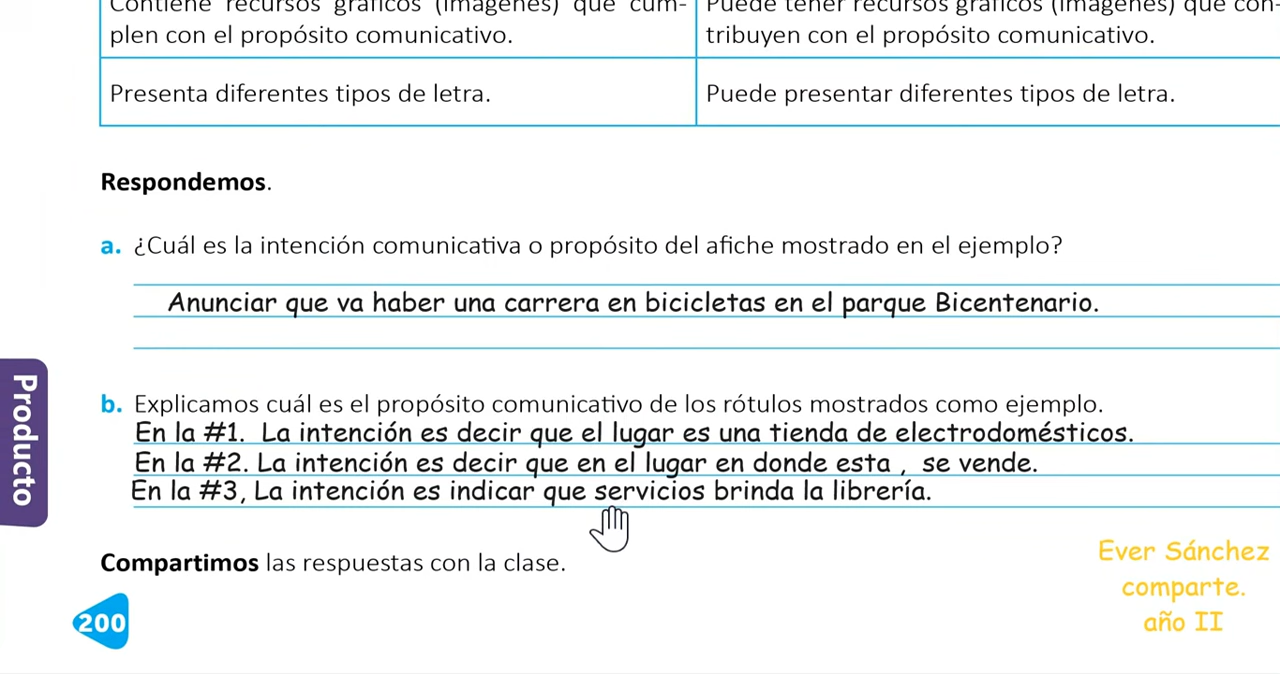 Contiene recursos gráficos (imágenes) que cum-
plen con el propósito comunicativo.
Puede tener recursos gráficos (imágenes) que con-
tribuyen con el propósito comunicativo.
Presenta diferentes tipos de letra.
Puede presentar diferentes tipos de letra.
Respondemos.
a. ¿Cuál es la intención comunicativa o propósito del afiche mostrado en el ejemplo?
Anunciar que va haber una carrera en bicicletas en el parque Bicentenario.
b. Explicamos cuál es el propósito comunicativo de los rótulos mostrados como ejemplo.
En la #1. La intención es decir que el lugar es una tienda de electrodomésticos.
En la #2. La intención es decir que en el lugar en donde esta , se vende.
En la #3, La intención es indicar que servicios brinda la librería.
Producto
Compartimos las respuestas con la clase.
Ever Sánchez
comparte.
año II
200